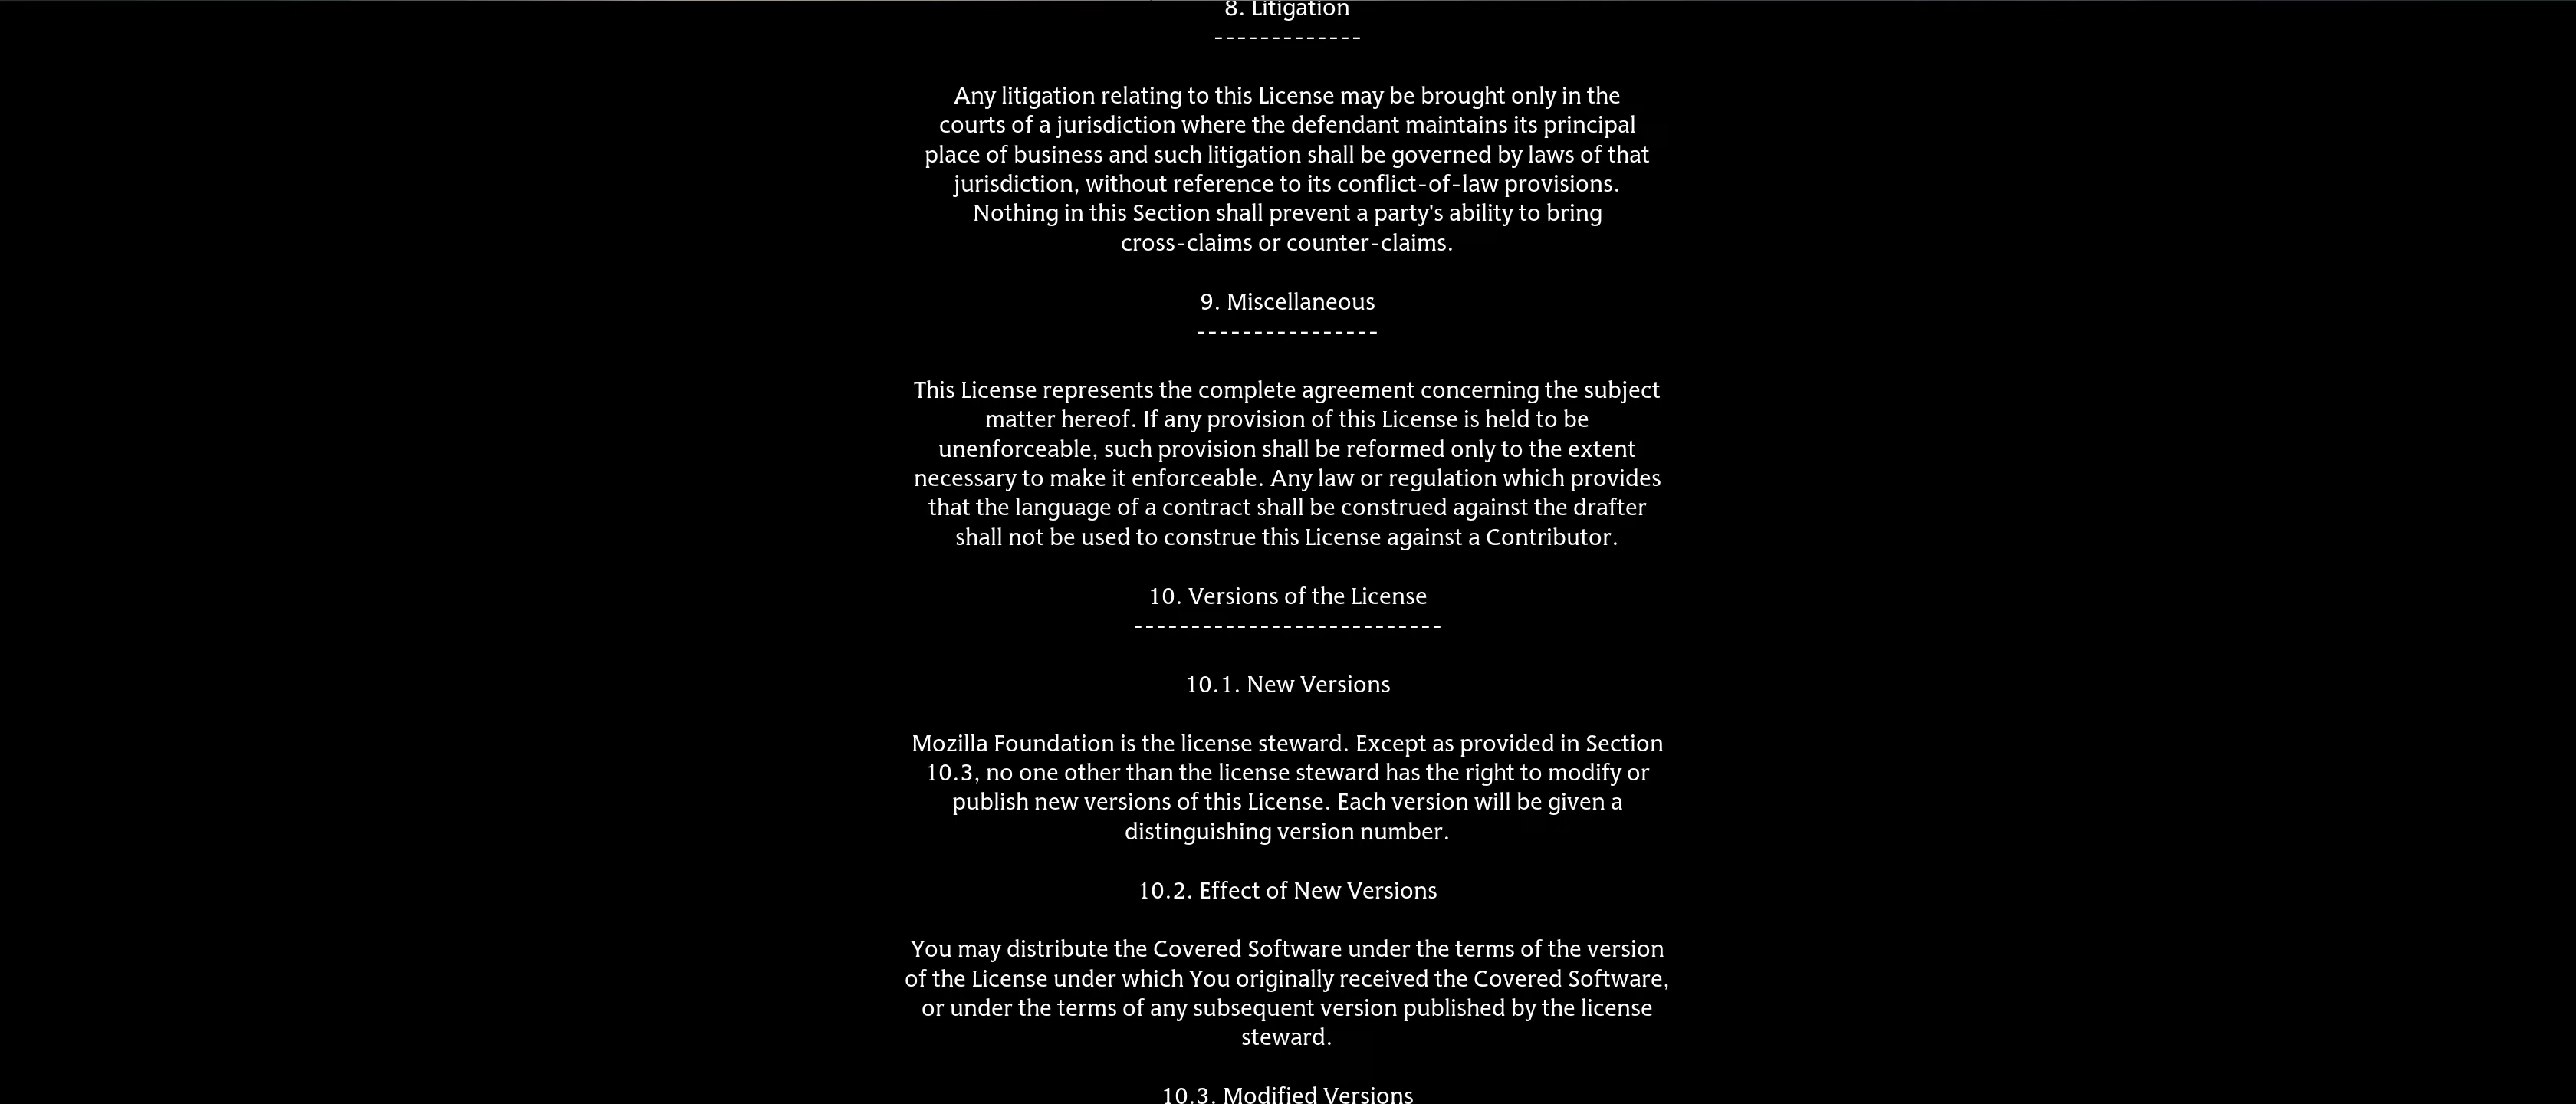 8. Litigation
-------------
Any litigation relating to this License may be brought only in the
courts of a jurisdiction where the defendant maintains its principal
place of business and such litigation shall be governed by laws of that
jurisdiction, without reference to its conflict-of-law provisions.
Nothing in this Section shall prevent a party's ability to bring
cross-claims or counter-claims.
9. Miscellaneous
----------------
This License represents the complete agreement concerning the subject
matter hereof. If any provision of this License is held to be
unenforceable, such provision shall be reformed only to the extent
necessary to make it enforceable. Any law or regulation which provides
that the language of a contract shall be construed against the drafter
shall not be used to construe this License against a Contributor.
10. Versions of the License
---------------------------
10.1. New Versions
Mozilla Foundation is the license steward. Except as provided in Section
10.3, no one other than the license steward has the right to modify or
publish new versions of this License. Each version will be given a
distinguishing version number.
10.2. Effect of New Versions
You may distribute the Covered Software under the terms of the version
of the License under which You originally received the Covered Software,
or under the terms of any subsequent version published by the license
steward.
10.3. Modified Versions